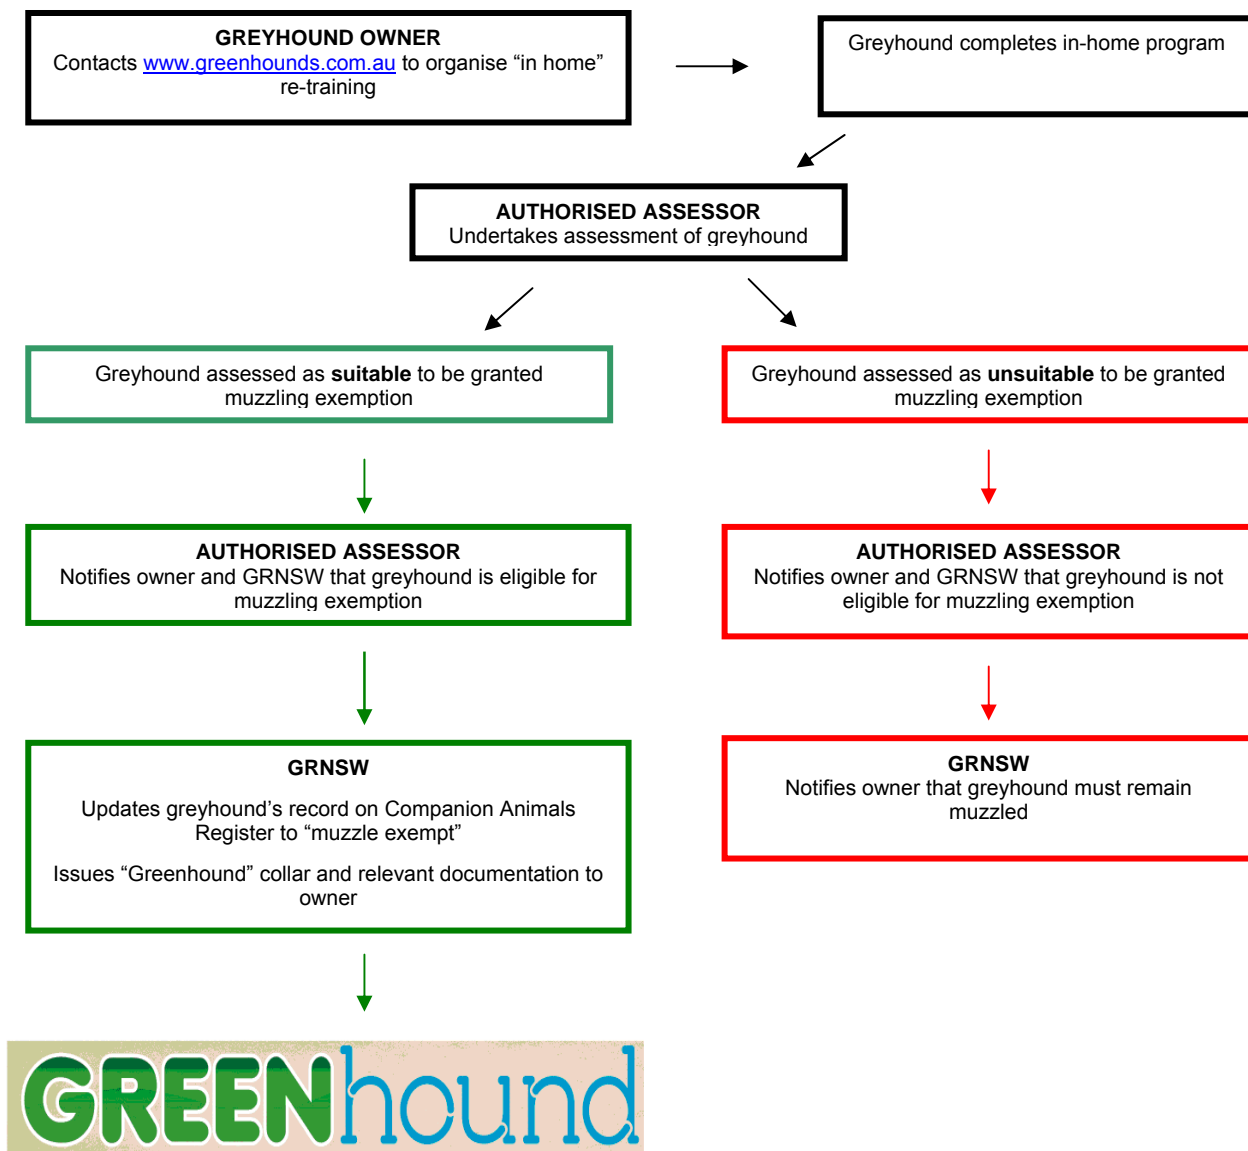 GREYHOUND OWNER
Contacts www.greenhounds.com.au to organise “in home”
re-training
Greyhound completes in-home program
AUTHORISED ASSESSOR
Undertakes assessment of greyhound
Greyhound assessed as suitable to be granted
muzzling exemption
Greyhound assessed as unsuitable to be granted
muzzling exemption
AUTHORISED ASSESSOR
Notifies owner and GRNSW that greyhound is eligible for
muzzling exemption
AUTHORISED ASSESSOR
Notifies owner and GRNSW that greyhound is not
eligible for muzzling exemption
GRNSW
Updates greyhound’s record on Companion Animals
Register to “muzzle exempt”
Issues “Greenhound” collar and relevant documentation to
owner
GRNSW
Notifies owner that greyhound must remain
muzzled
GREENhound